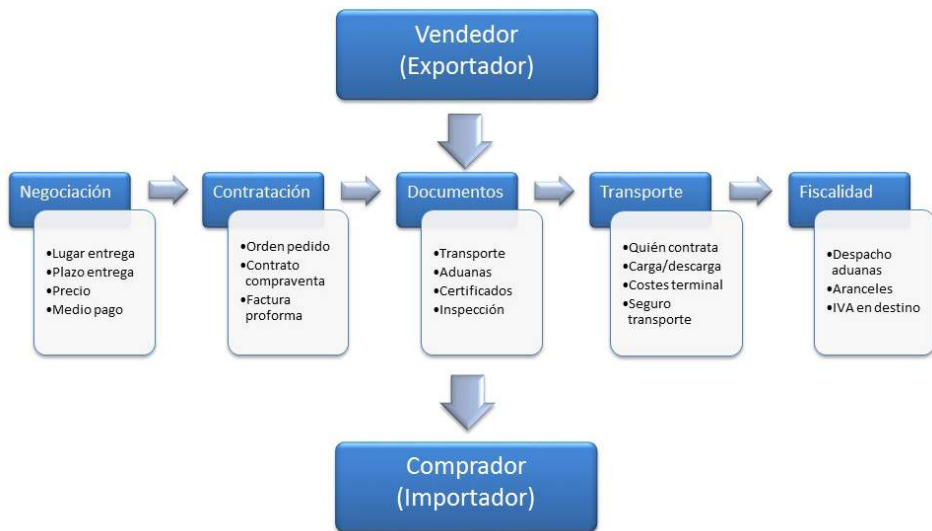 Vendedor
(Exportador)
Negociación
•Lugar entrega
•Plazo entrega
•Precio
•Medio pago
Contratación
•Orden pedido
•Contrato
compraventa
•Factura
proforma
Documentos
•Transporte
•Aduanas
•Certificados
•Inspección
Transporte
•Quién contrata
•Carga/descarga
•Costes terminal
•Seguro
transporte
Fiscalidad
•Despacho
aduanas
•Aranceles
•IVA en destino
Comprador
(Importador)